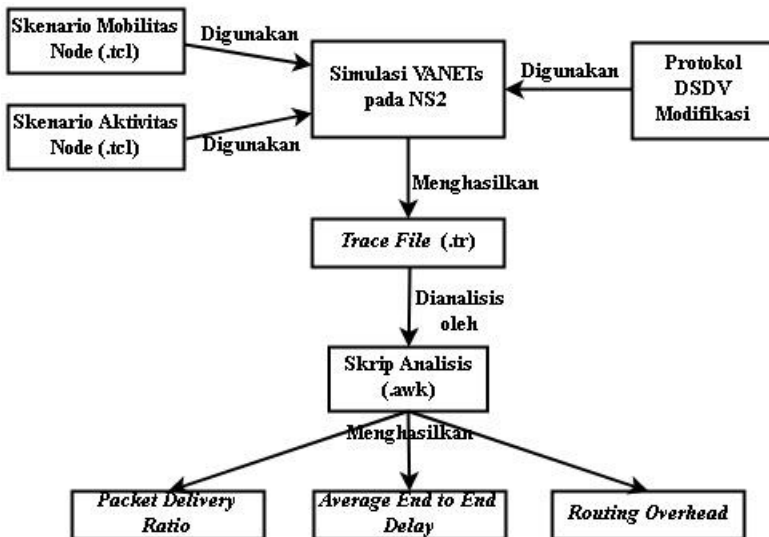 Skenario Mobilitas
Node (.tcl)
Digunakan
Simulasi VANETs
pada NS2
Digunakan
Protokol
DSDV
Modifikasi
Skenario Aktivitas
Node (.tcl)
Digunakan
Menghasilkan
Trace File (.tr)
Dianalisis
oleh
Skrip Analisis
(.awk)
Menghasilkan
Packet Delivery
Ratio
Average End to End
Delay
Routing Overhead